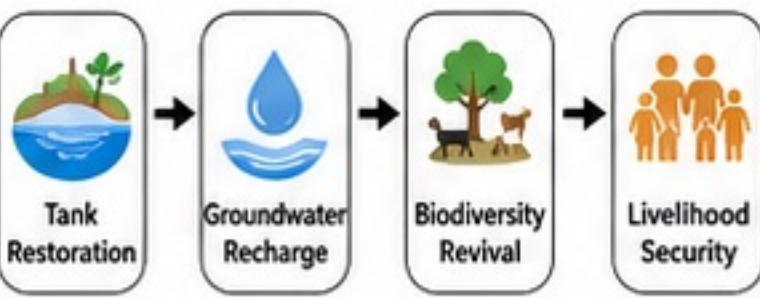 Tank
Restoration
Groundwater
Recharge
Biodiversity
Revival
Livelihood
Security